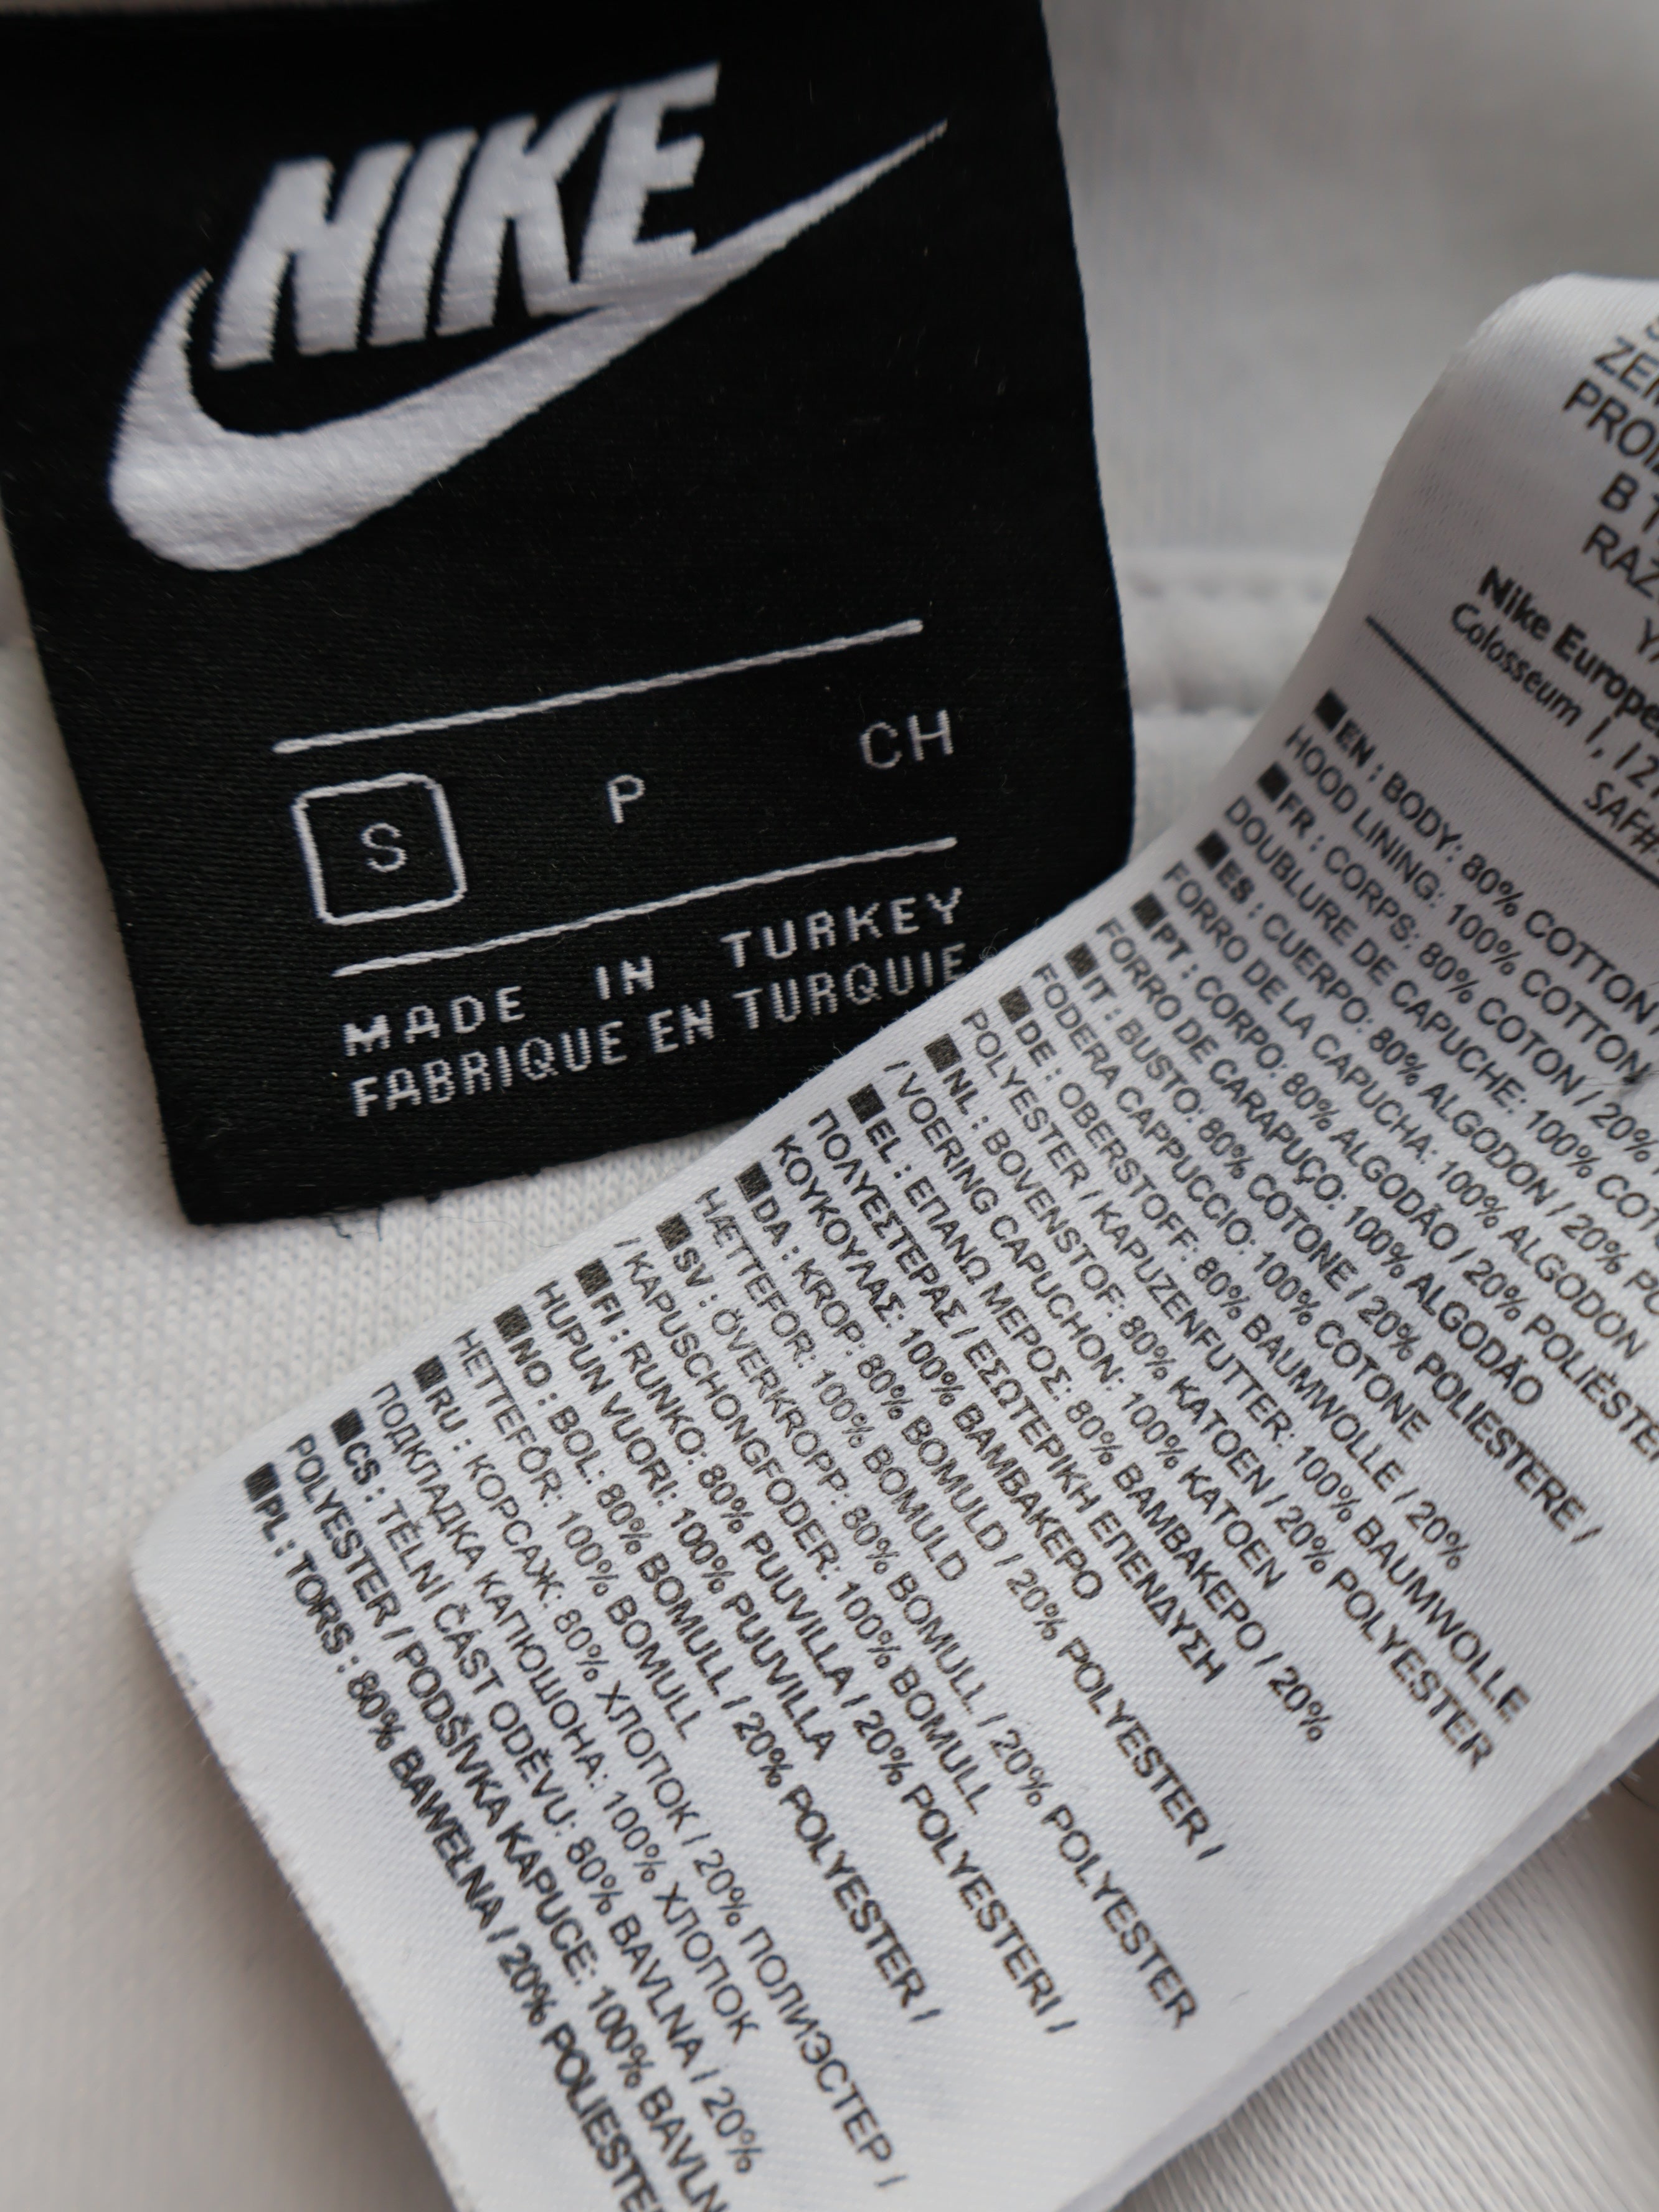 NIKE
S P CH
MADE IN TURKEY
FABRIQUE EN TURQUIE
Nike Europe
Colosseum 1,
SAF#
EN : BODY: 80% COTTON
HOOD LINING: 100% COTTON
FR : CORPS: 80% COTON / 20%
DOUBLURE DE CAPUCHE: 100%
ES : CUERPO: 80% ALGODON / 20%
FORRO DE LA CAPUCHA: 100% ALGODON
PT : CORPO: 80% ALGODÃO / 20% POLIÉSTER
FORRO DE CARAPUÇO: 100% ALGODÃO
IT : BUSTO: 80% COTONE / 20% POLIESTERE /
FODERA CAPPUCCIO: 100% COTONE
DE : OBERSTOFF: 80% BAUMWOLLE / 20%
POLYESTER / KAPUZENFUTTER: 100% BAUMWOLLE
NL : BOVENSTOF: 80% KATOEN / 20% POLYESTER
/ VOERING CAPUCHON: 100% KATOEN
EL : ΕΠΑΝΩ ΜΕΡΟΣ: 80% ΒΑΜΒΑΚΕΡΟ / 20%
ΠΟΛΥΕΣΤΕΡΑΣ / ΕΣΩΤΕΡΙΚΗ ΕΠΕΝΔΥΣΗ
ΚΟΥΚΟΥΛΑΣ: 100% ΒΑΜΒΑΚΕΡΟ
DA : KROP: 80% BOMULD / 20% POLYESTER /
HÆTTEFOR: 100% BOMULD
SV : ÖVERKROPP: 80% BOMULL / 20% POLYESTER
/ KAPUSCHONGFODER: 100% BOMULL
FI : RUNKO: 80% PUUVILLA / 20% POLYESTERI /
HUPUN VUORI: 100% PUUVILLA
NO : BOL: 80% BOMULL / 20% POLYESTER /
HETTEFÔR: 100% BOMULL
RU : КОРСАЖ: 80% ХЛОПОК / 20% ПОЛИЭСТЕР /
ПОДКПАДКА КАПЮШОНА: 100% ХЛОПОК
CS : TĚLNÍ ČÁST ODĚVU: 80% BAVLNA / 20%
POLYESTER / PODŠÍVKA KAPUCE: 100%
PL : TORS : 80% BAWEŁNA / 20%